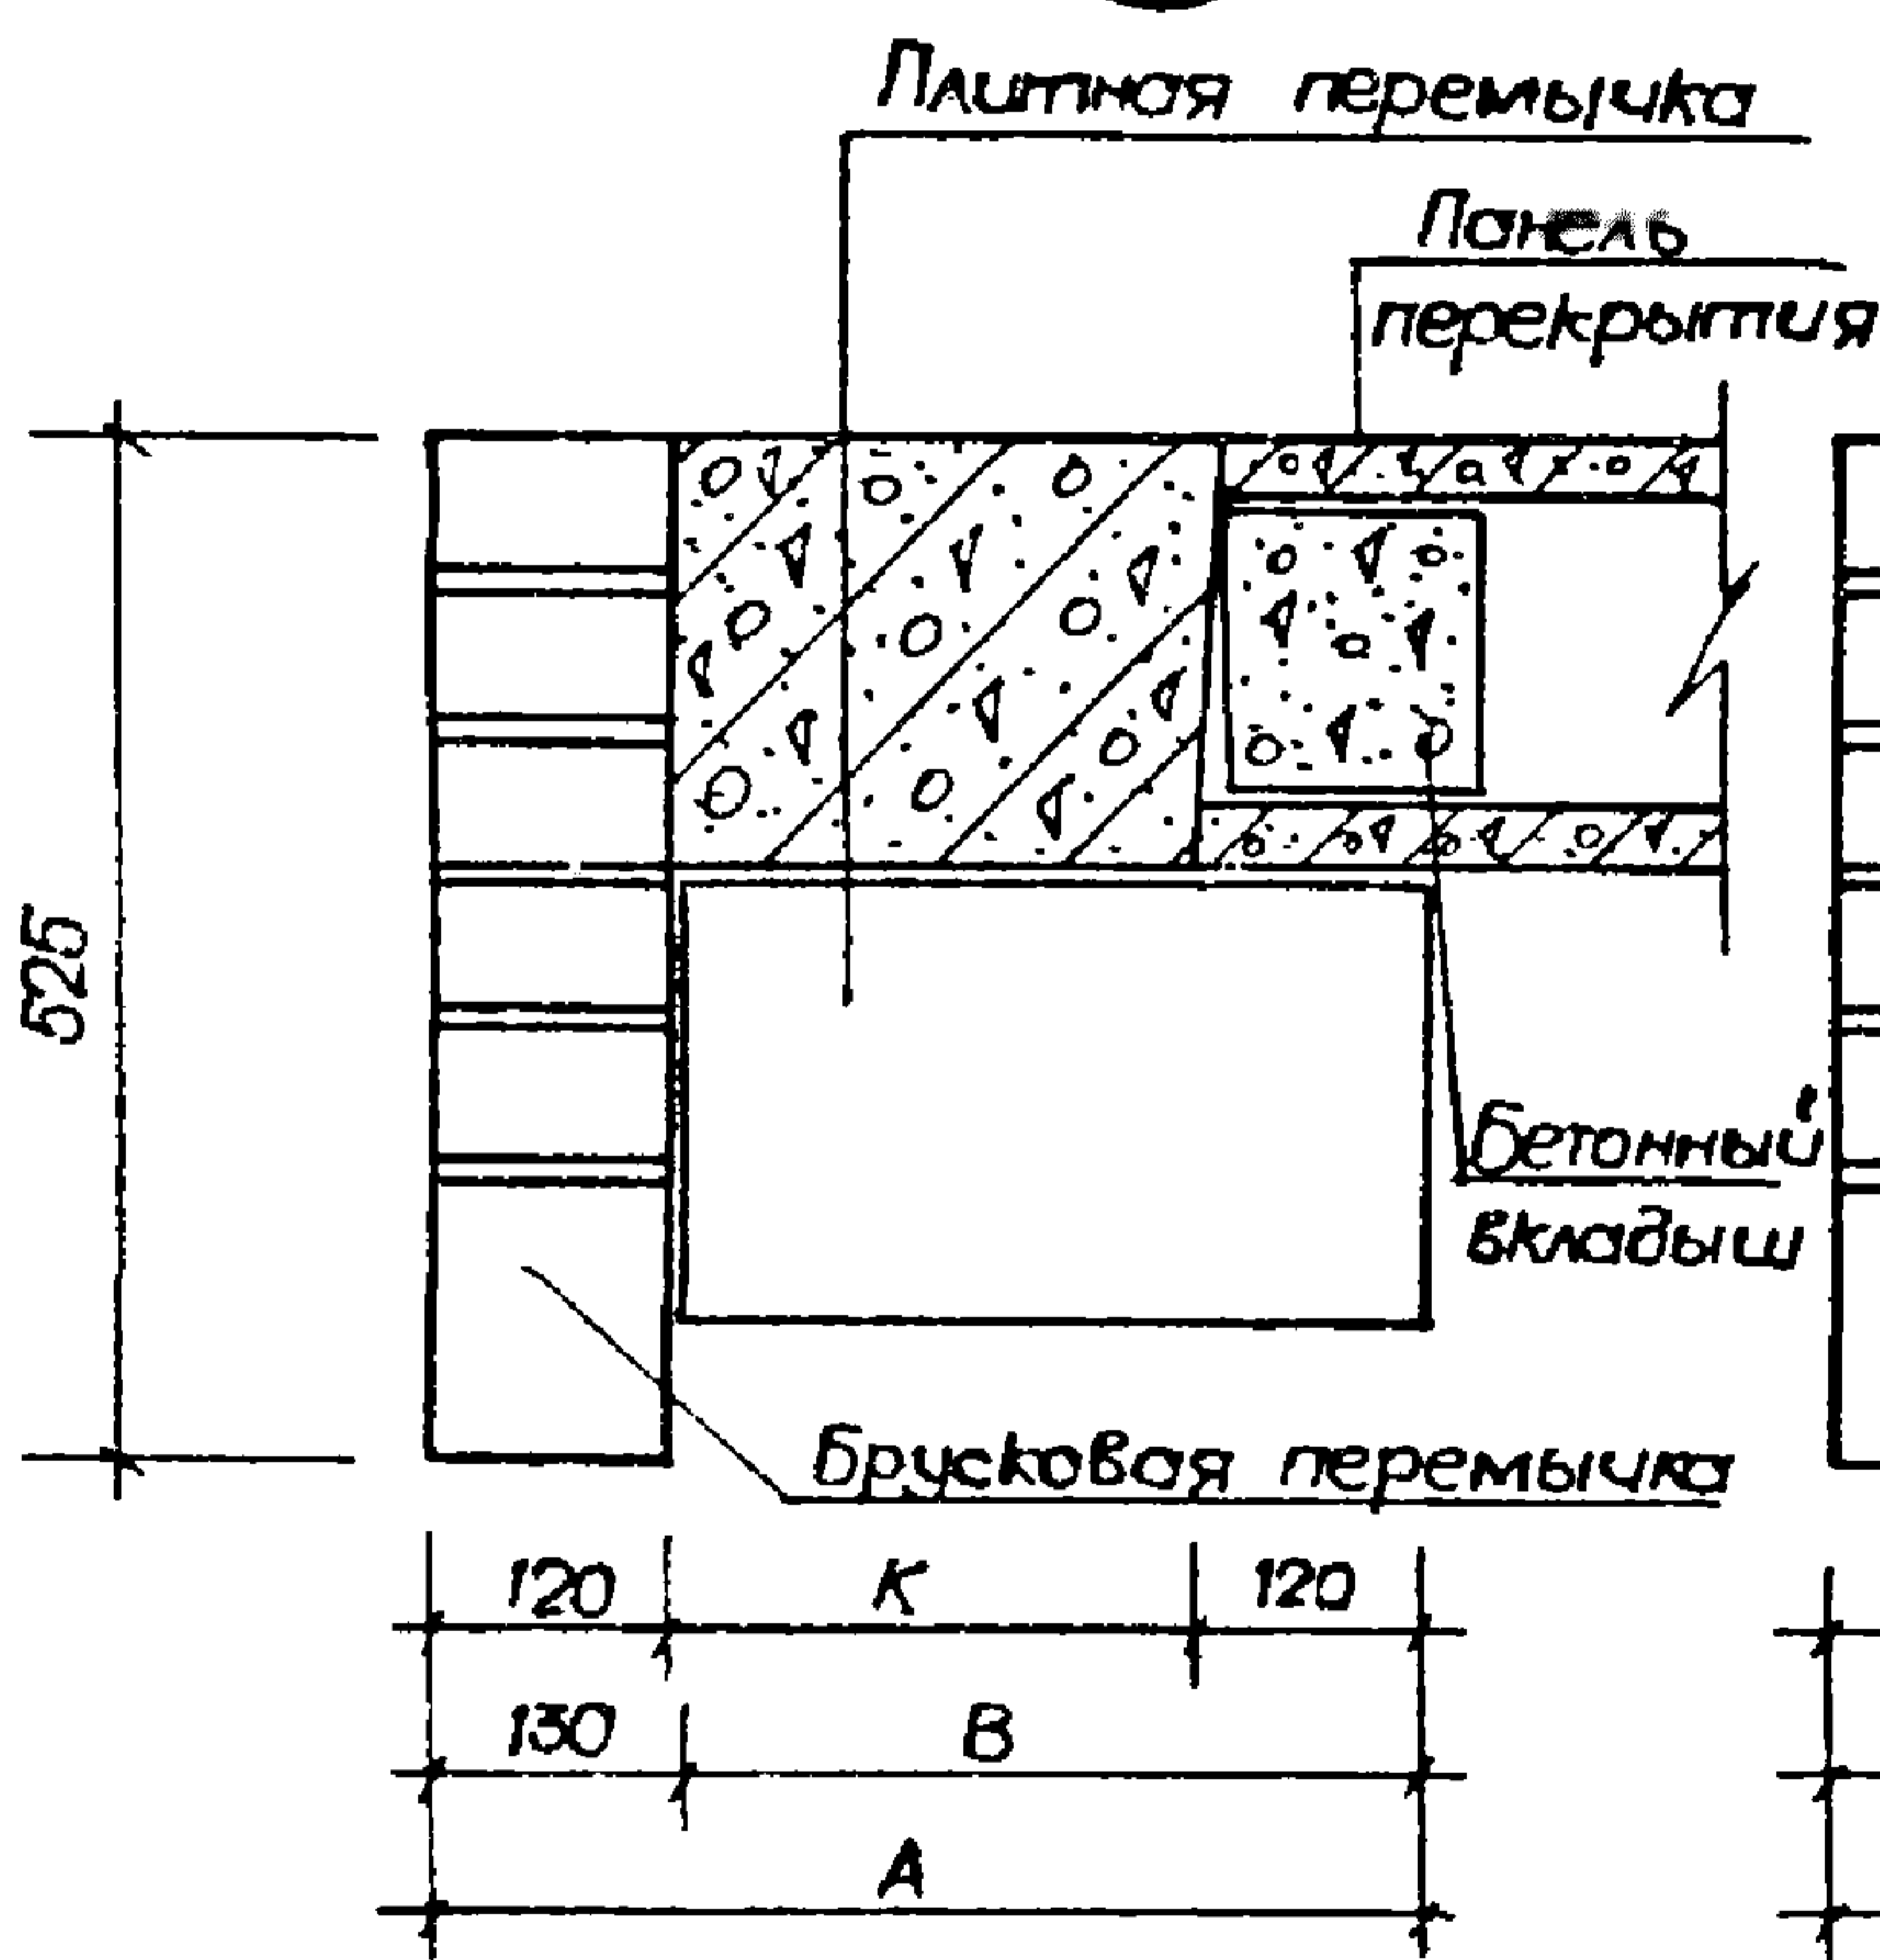 Плитная перемычка
Панель
перекрытия
525
Бетонный
вкладыш
Брусковая перемычка
120 К 120
130 В
А